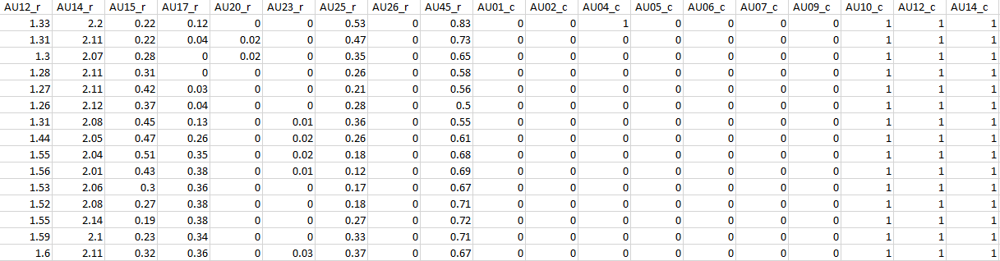 AU12_r AU14_r AU15_r AU17_r AU20_r AU23_r AU25_r AU26_r AU45_r AU01_c AU02_c AU04_c AU05_c AU06_c AU07_c AU09_c AU10_c AU12_c AU14_c
1.33 2.2 0.22 0.12 0 0 0.53 0 0.83 0 0 1 0 0 0 0 1 1 1
1.31 2.11 0.22 0.04 0.02 0 0.47 0 0.73 0 0 0 0 0 0 0 1 1 1
1.3 2.07 0.28 0 0.02 0 0.35 0 0.65 0 0 0 0 0 0 0 1 1 1
1.28 2.11 0.31 0 0 0 0.26 0 0.58 0 0 0 0 0 0 0 1 1 1
1.27 2.11 0.42 0.03 0 0 0.21 0 0.56 0 0 0 0 0 0 0 1 1 1
1.26 2.12 0.37 0.04 0 0 0.28 0 0.5 0 0 0 0 0 0 0 1 1 1
1.31 2.08 0.45 0.13 0 0.01 0.36 0 0.55 0 0 0 0 0 0 0 1 1 1
1.44 2.05 0.47 0.26 0 0.02 0.26 0 0.61 0 0 0 0 0 0 0 1 1 1
1.55 2.04 0.51 0.35 0 0.02 0.18 0 0.68 0 0 0 0 0 0 0 1 1 1
1.56 2.01 0.43 0.38 0 0.01 0.12 0 0.69 0 0 0 0 0 0 0 1 1 1
1.53 2.06 0.3 0.36 0 0 0.17 0 0.67 0 0 0 0 0 0 0 1 1 1
1.52 2.08 0.27 0.38 0 0 0.18 0 0.71 0 0 0 0 0 0 0 1 1 1
1.55 2.14 0.19 0.38 0 0 0.27 0 0.72 0 0 0 0 0 0 0 1 1 1
1.59 2.1 0.23 0.34 0 0 0.33 0 0.71 0 0 0 0 0 0 0 1 1 1
1.6 2.11 0.32 0.36 0 0.03 0.37 0 0.67 0 0 0 0 0 0 0 1 1 1